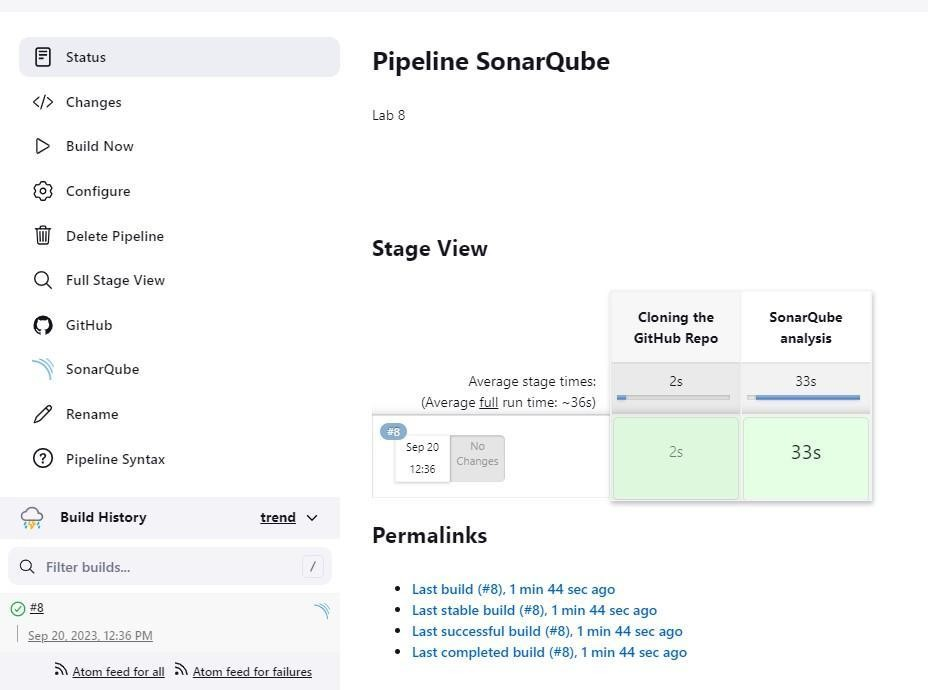 Status
Changes
Build Now
Configure
Delete Pipeline
Full Stage View
GitHub
SonarQube
Rename
Pipeline Syntax
Build History
trend
Filter builds...
/
#8
Sep 20, 2023, 12:36 PM
Atom feed for all
Atom feed for failures
Pipeline SonarQube
Lab 8
Stage View
Cloning the
GitHub Repo
SonarQube
analysis
Average stage times:
(Average full run time: ~36s)
2s
33s
#8
Sep 20
12:36
No
Changes
2s
33s
Permalinks
Last build (#8), 1 min 44 sec ago
Last stable build (#8), 1 min 44 sec ago
Last successful build (#8), 1 min 44 sec ago
Last completed build (#8), 1 min 44 sec ago